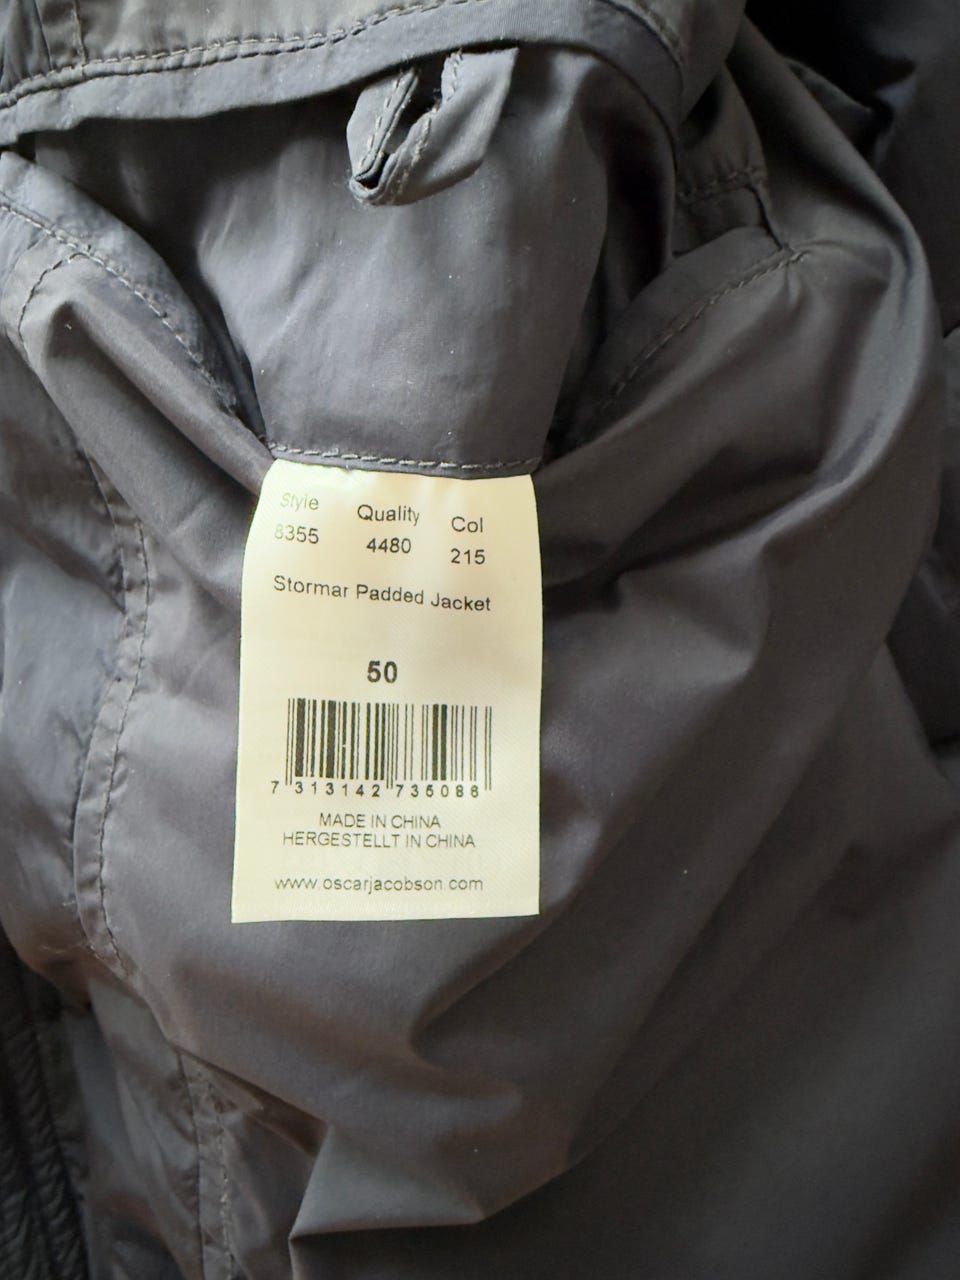 Style Quality Col
8355 4480 215
Stormar Padded Jacket
50
7 313142 735086
MADE IN CHINA
HERGESTELLT IN CHINA
www.oscarjacobson.com